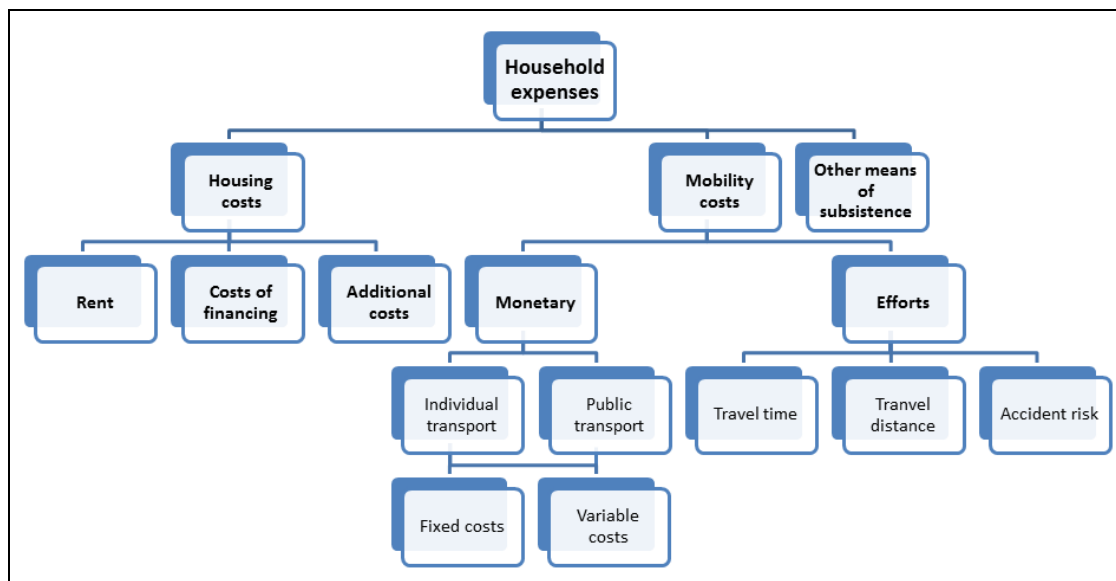 Household
expenses
Housing
costs
Mobility
costs
Other means
of
subsistence
Rent
Costs of
financing
Additional
costs
Monetary
Efforts
Individual
transport
Public
transport
Travel time
Tranvel
distance
Accident risk
Fixed costs
Variable
costs